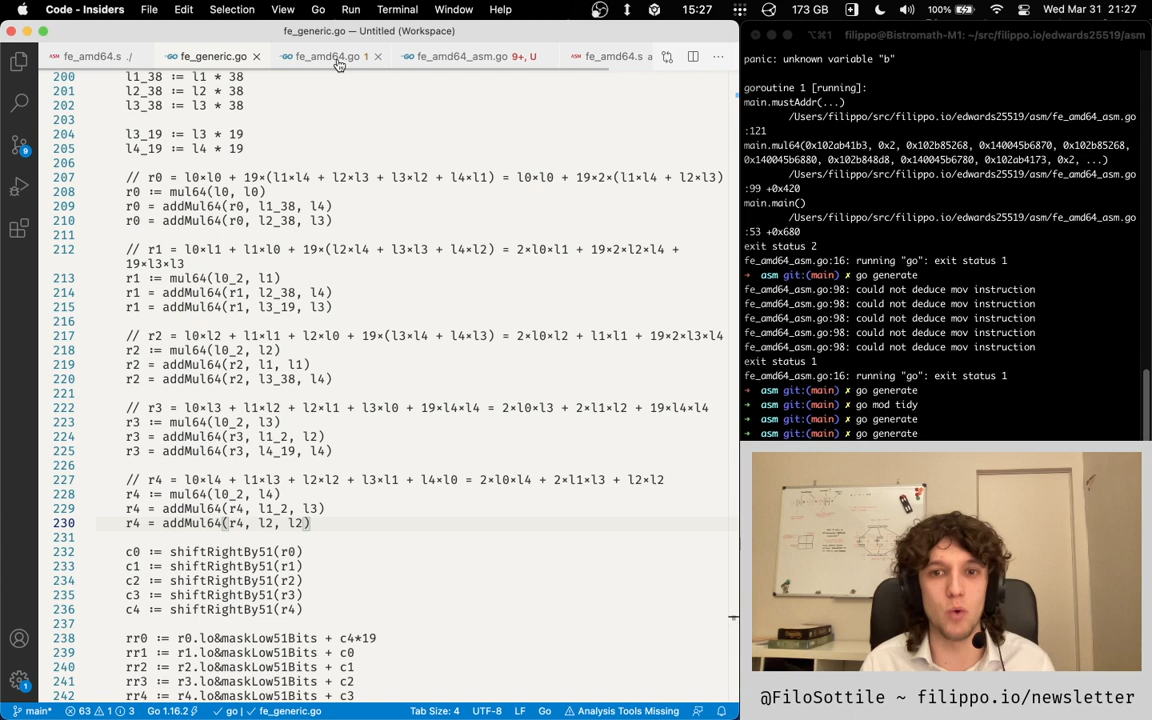 Code - Insiders File Edit Selection View Go Run Terminal Window Help 15:27 173 GB 100% Wed Mar 31 21:27
fe_generic.go — Untitled (Workspace)
ASM fe_amd64.s ./ fe_generic.go × fe_amd64.go 1 × fe_amd64_asm.go 9+, U ASM fe_amd64.s a
200 l1_38 := l1 * 38
201 l2_38 := l2 * 38
202 l3_38 := l3 * 38
203
204 l3_19 := l3 * 19
205 l4_19 := l4 * 19
206
207 // r0 = l0×l0 + 19×(l1×l4 + l2×l3 + l3×l2 + l4×l1) = l0×l0 + 19×2×(l1×l4 + l2×l3)
208 r0 := mul64(l0, l0)
209 r0 = addMul64(r0, l1_38, l4)
210 r0 = addMul64(r0, l2_38, l3)
211
212 // r1 = l0×l1 + l1×l0 + 19×(l2×l4 + l3×l3 + l4×l2) = 2×l0×l1 + 19×2×l2×l4 +
19×l3×l3
213 r1 := mul64(l0_2, l1)
214 r1 = addMul64(r1, l2_38, l4)
215 r1 = addMul64(r1, l3_19, l3)
216
217 // r2 = l0×l2 + l1×l1 + l2×l0 + 19×(l3×l4 + l4×l3) = 2×l0×l2 + l1×l1 + 19×2×l3×l4
218 r2 := mul64(l0_2, l2)
219 r2 = addMul64(r2, l1, l1)
220 r2 = addMul64(r2, l3_38, l4)
221
222 // r3 = l0×l3 + l1×l2 + l2×l1 + l3×l0 + 19×l4×l4 = 2×l0×l3 + 2×l1×l2 + 19×l4×l4
223 r3 := mul64(l0_2, l3)
224 r3 = addMul64(r3, l1_2, l2)
225 r3 = addMul64(r3, l4_19, l4)
226
227 // r4 = l0×l4 + l1×l3 + l2×l2 + l3×l1 + l4×l0 = 2×l0×l4 + 2×l1×l3 + l2×l2
228 r4 := mul64(l0_2, l4)
229 r4 = addMul64(r4, l1_2, l3)
230 r4 = addMul64(r4, l2, l2)
231
232 c0 := shiftRightBy51(r0)
233 c1 := shiftRightBy51(r1)
234 c2 := shiftRightBy51(r2)
235 c3 := shiftRightBy51(r3)
236 c4 := shiftRightBy51(r4)
237
238 rr0 := r0.lo&maskLow51Bits + c4*19
239 rr1 := r1.lo&maskLow51Bits + c0
240 rr2 := r2.lo&maskLow51Bits + c1
241 rr3 := r3.lo&maskLow51Bits + c2
242 rr4 := r4.lo&maskLow51Bits + c3
9
1
main* 63 1 3 Go 1.16.2 go | fe_generic.go Tab Size: 4 UTF-8 LF Go Analysis Tools Missing
⌥⌘1 filippo@Bistromath-M1: ~/src/filippo.io/edwards25519/asm
panic: unknown variable "b"
goroutine 1 [running]:
main.mustAddr(...)
/Users/filippo/src/filippo.io/edwards25519/asm/fe_amd64_asm.go
:121
main.mul64(0x102ab41b3, 0x2, 0x102b85268, 0x140045b6870, 0x102b85268,
0x140045b6880, 0x102b848d8, 0x140045b6780, 0x102ab4173, 0x2, ...)
/Users/filippo/src/filippo.io/edwards25519/asm/fe_amd64_asm.go
:99 +0x420
main.main()
/Users/filippo/src/filippo.io/edwards25519/asm/fe_amd64_asm.go
:53 +0x680
exit status 2
fe_amd64_asm.go:16: running "go": exit status 1
➜ asm git:(main) ✗ go generate
fe_amd64_asm.go:98: could not deduce mov instruction
fe_amd64_asm.go:98: could not deduce mov instruction
fe_amd64_asm.go:98: could not deduce mov instruction
fe_amd64_asm.go:98: could not deduce mov instruction
fe_amd64_asm.go:98: could not deduce mov instruction
exit status 1
fe_amd64_asm.go:16: running "go": exit status 1
➜ asm git:(main) ✗ go generate
➜ asm git:(main) ✗ go mod tidy
➜ asm git:(main) ✗ go generate
➜ asm git:(main) ✗ go generate
@FiloSottile ~ filippo.io/newsletter